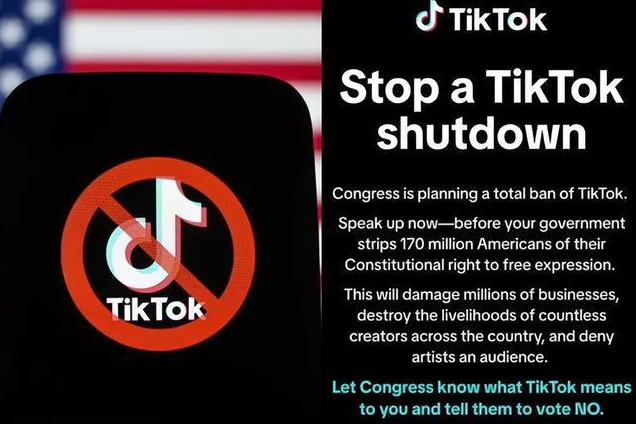 TikTok
TikTok
Stop a TikTok
shutdown
Congress is planning a total ban of TikTok.
Speak up now—before your government
strips 170 million Americans of their
Constitutional right to free expression.
This will damage millions of businesses,
destroy the livelihoods of countless
creators across the country, and deny
artists an audience.
Let Congress know what TikTok means
to you and tell them to vote NO.